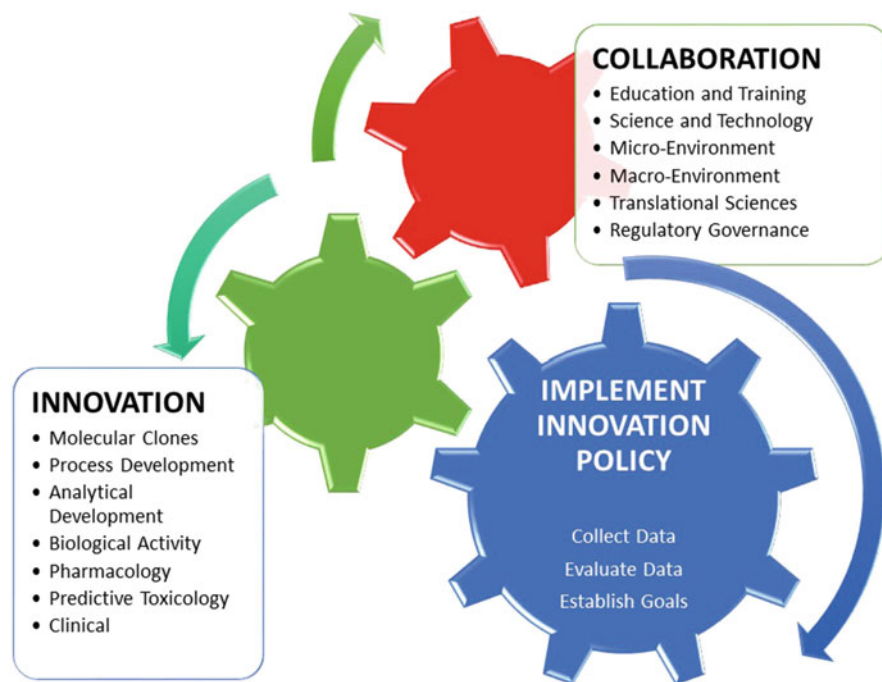 COLLABORATION
• Education and Training
• Science and Technology
• Micro-Environment
• Macro-Environment
• Translational Sciences
• Regulatory Governance
INNOVATION
• Molecular Clones
• Process Development
• Analytical
Development
• Biological Activity
• Pharmacology
• Predictive Toxicology
• Clinical
IMPLEMENT
INNOVATION
POLICY
Collect Data
Evaluate Data
Establish Goals